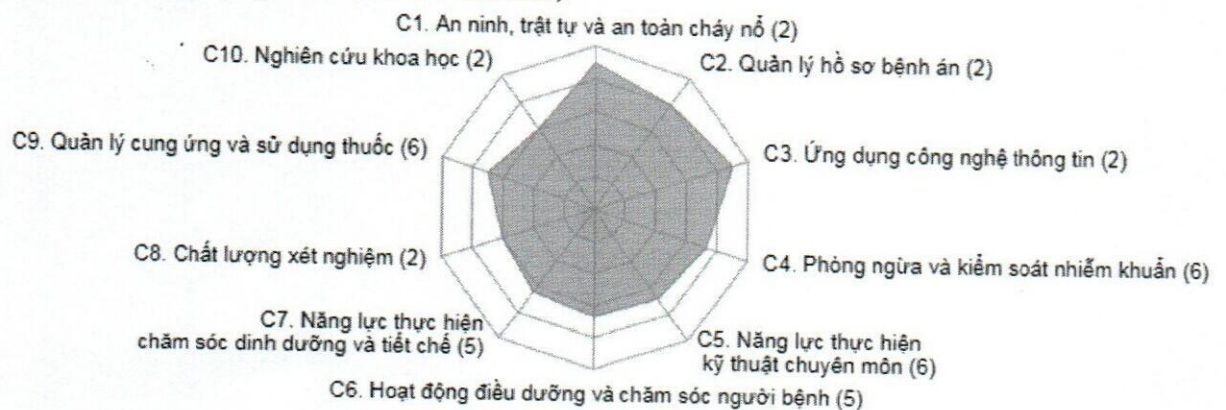 C1. An ninh, trật tự và an toàn cháy nổ (2)
C2. Quản lý hồ sơ bệnh án (2)
C3. Ứng dụng công nghệ thông tin (2)
C4. Phòng ngừa và kiểm soát nhiễm khuẩn (6)
C5. Năng lực thực hiện
kỹ thuật chuyên môn (6)
C6. Hoạt động điều dưỡng và chăm sóc người bệnh (5)
C7. Năng lực thực hiện
chăm sóc dinh dưỡng và tiết chế (5)
C8. Chất lượng xét nghiệm (2)
C9. Quản lý cung ứng và sử dụng thuốc (6)
C10. Nghiên cứu khoa học (2)